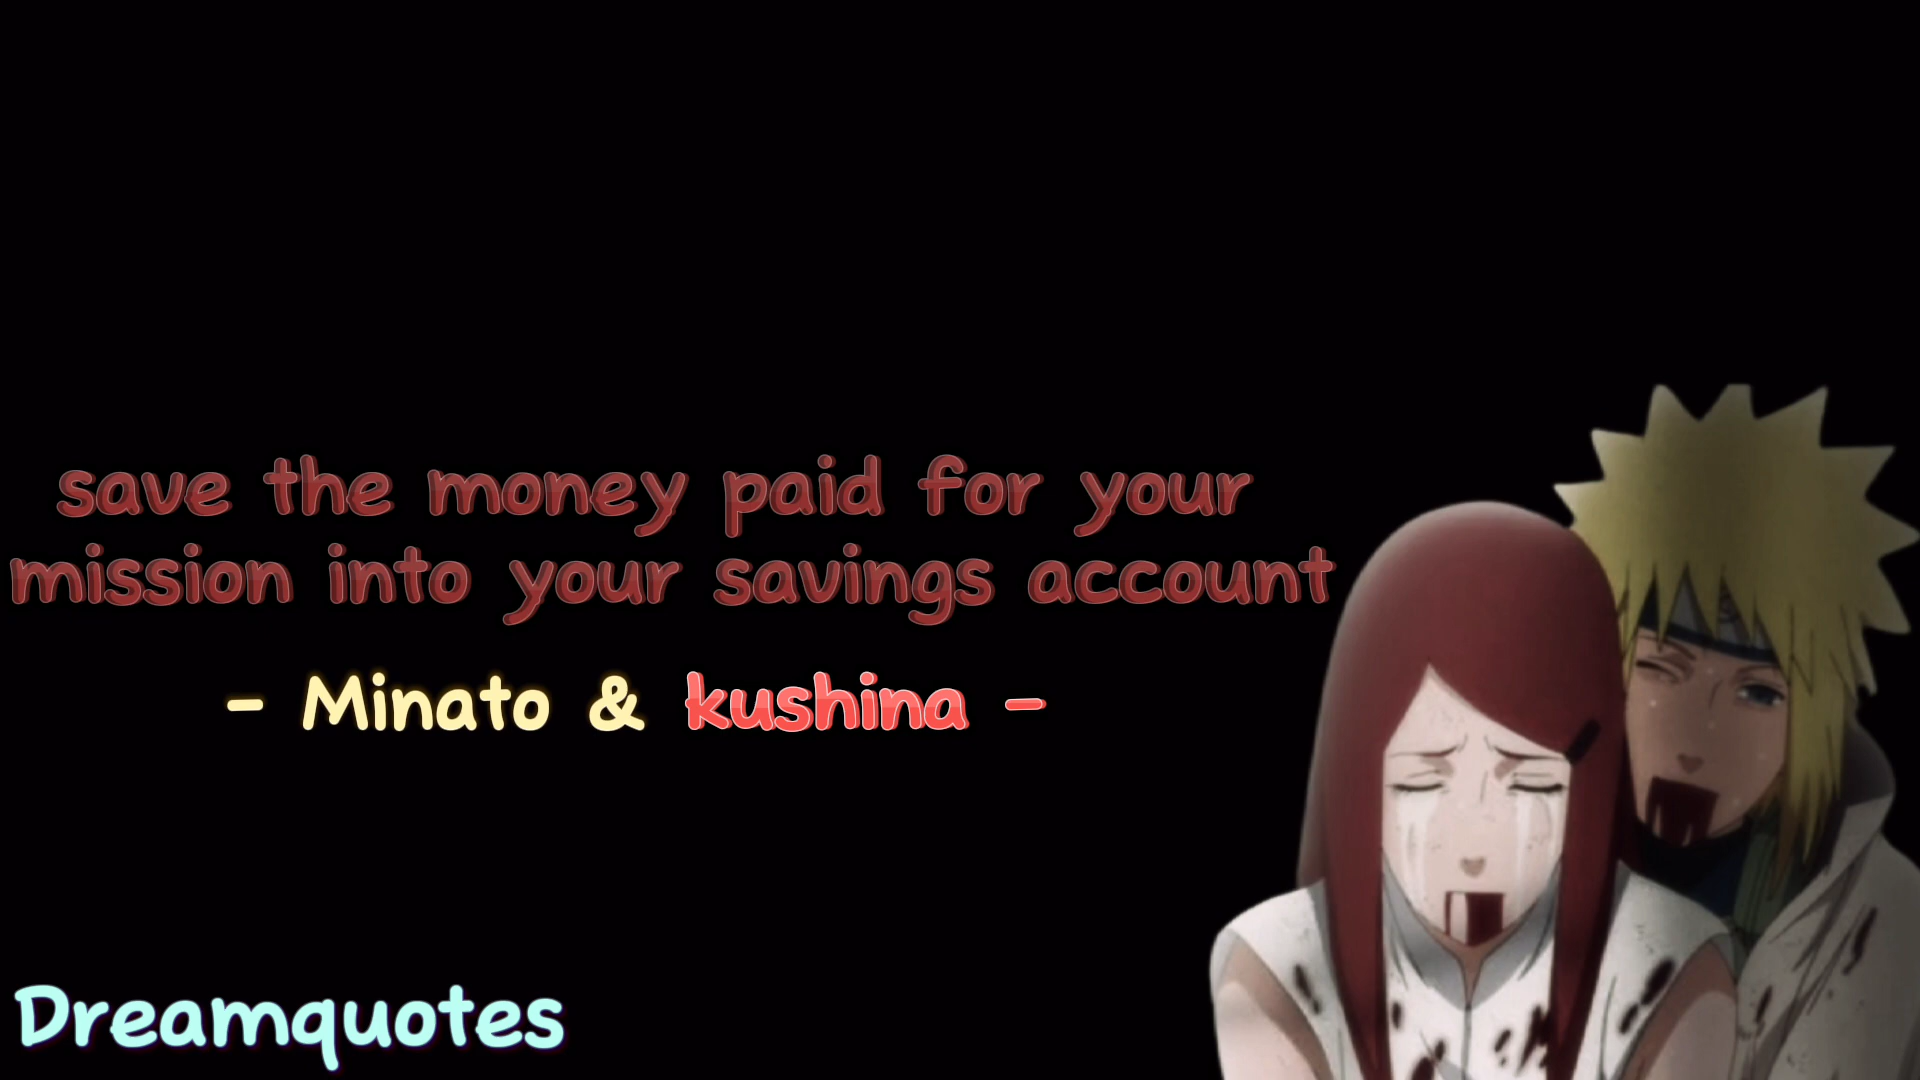 save the money paid for your
mission into your savings account
- Minato & kushina -
Dreamquotes